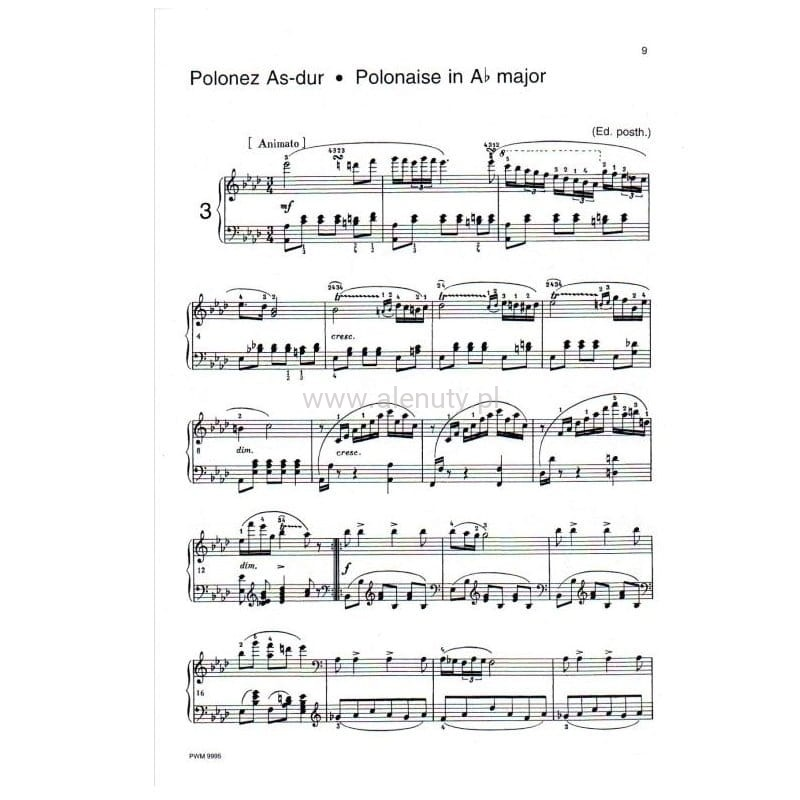 9
Polonez As-dur • Polonaise in A♭ major
(Ed. posth.)
[ Animato ]
3
mf
4
cresc.
www.alenuty.pl
8
dim.
cresc.
12
dim.
f
16
PWM 9995